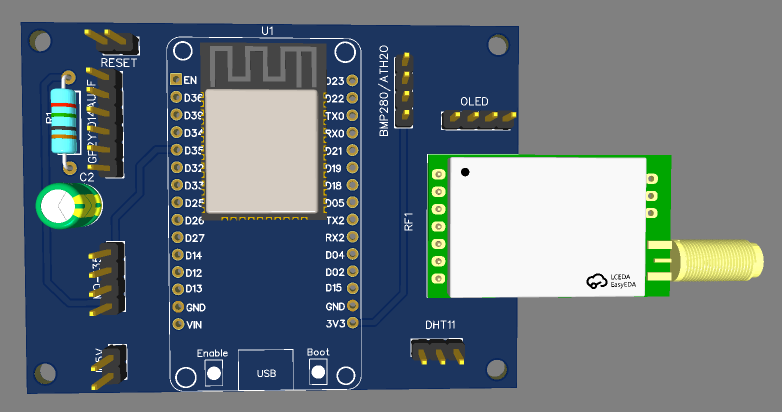 U1
RESET
EN
D36
D39
D34
D35
D32
D33
D25
D26
D27
D14
D12
D13
GND
VIN
D23
D22
TX0
RX0
D21
D19
D18
D05
TX2
RX2
D04
D02
D15
GND
3V3
Enable
USB
Boot
BMP280/ATH20
OLED
C2
RF1
LCEDA
EasyEDA
DHT11